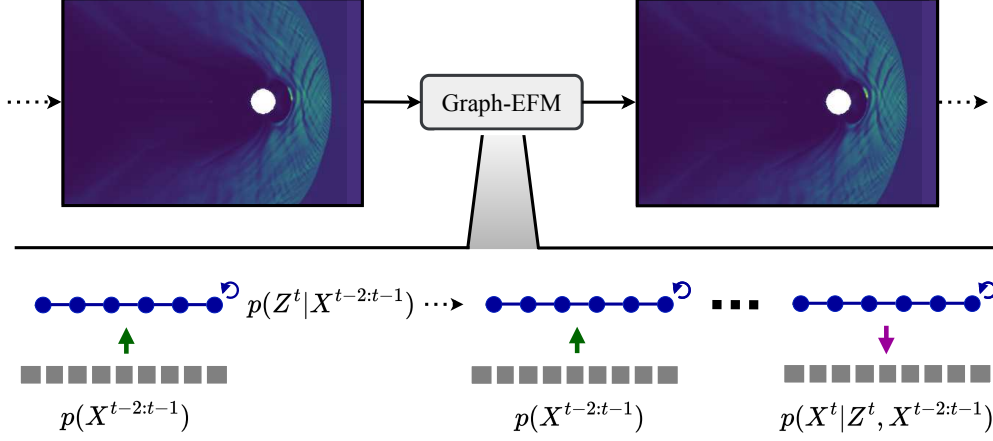 Graph-EFM
p(Z^{t}|X^{t−2:t−1})
p(X^{t−2:t−1})
p(X^{t−2:t−1})
p(X^{t}|Z^{t}, X^{t−2:t−1})